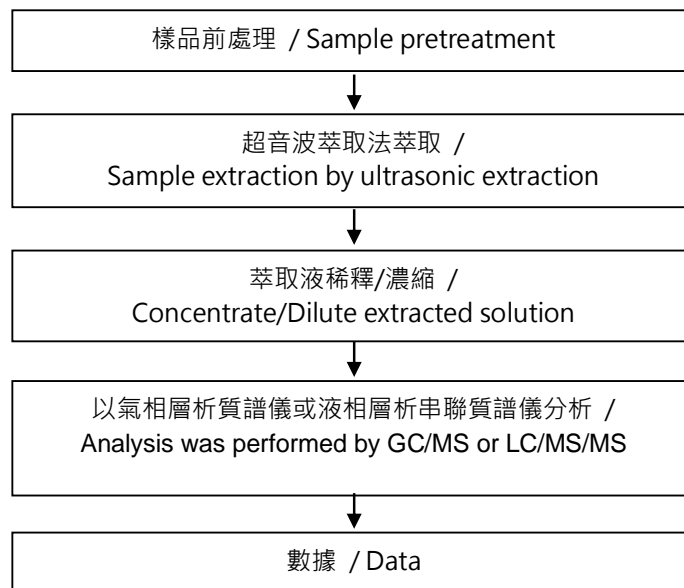 樣品前處理 / Sample pretreatment
超音波萃取法萃取 /
Sample extraction by ultrasonic extraction
萃取液稀釋/濃縮 /
Concentrate/Dilute extracted solution
以氣相層析質譜儀或液相層析串聯質譜儀分析 /
Analysis was performed by GC/MS or LC/MS/MS
數據 / Data